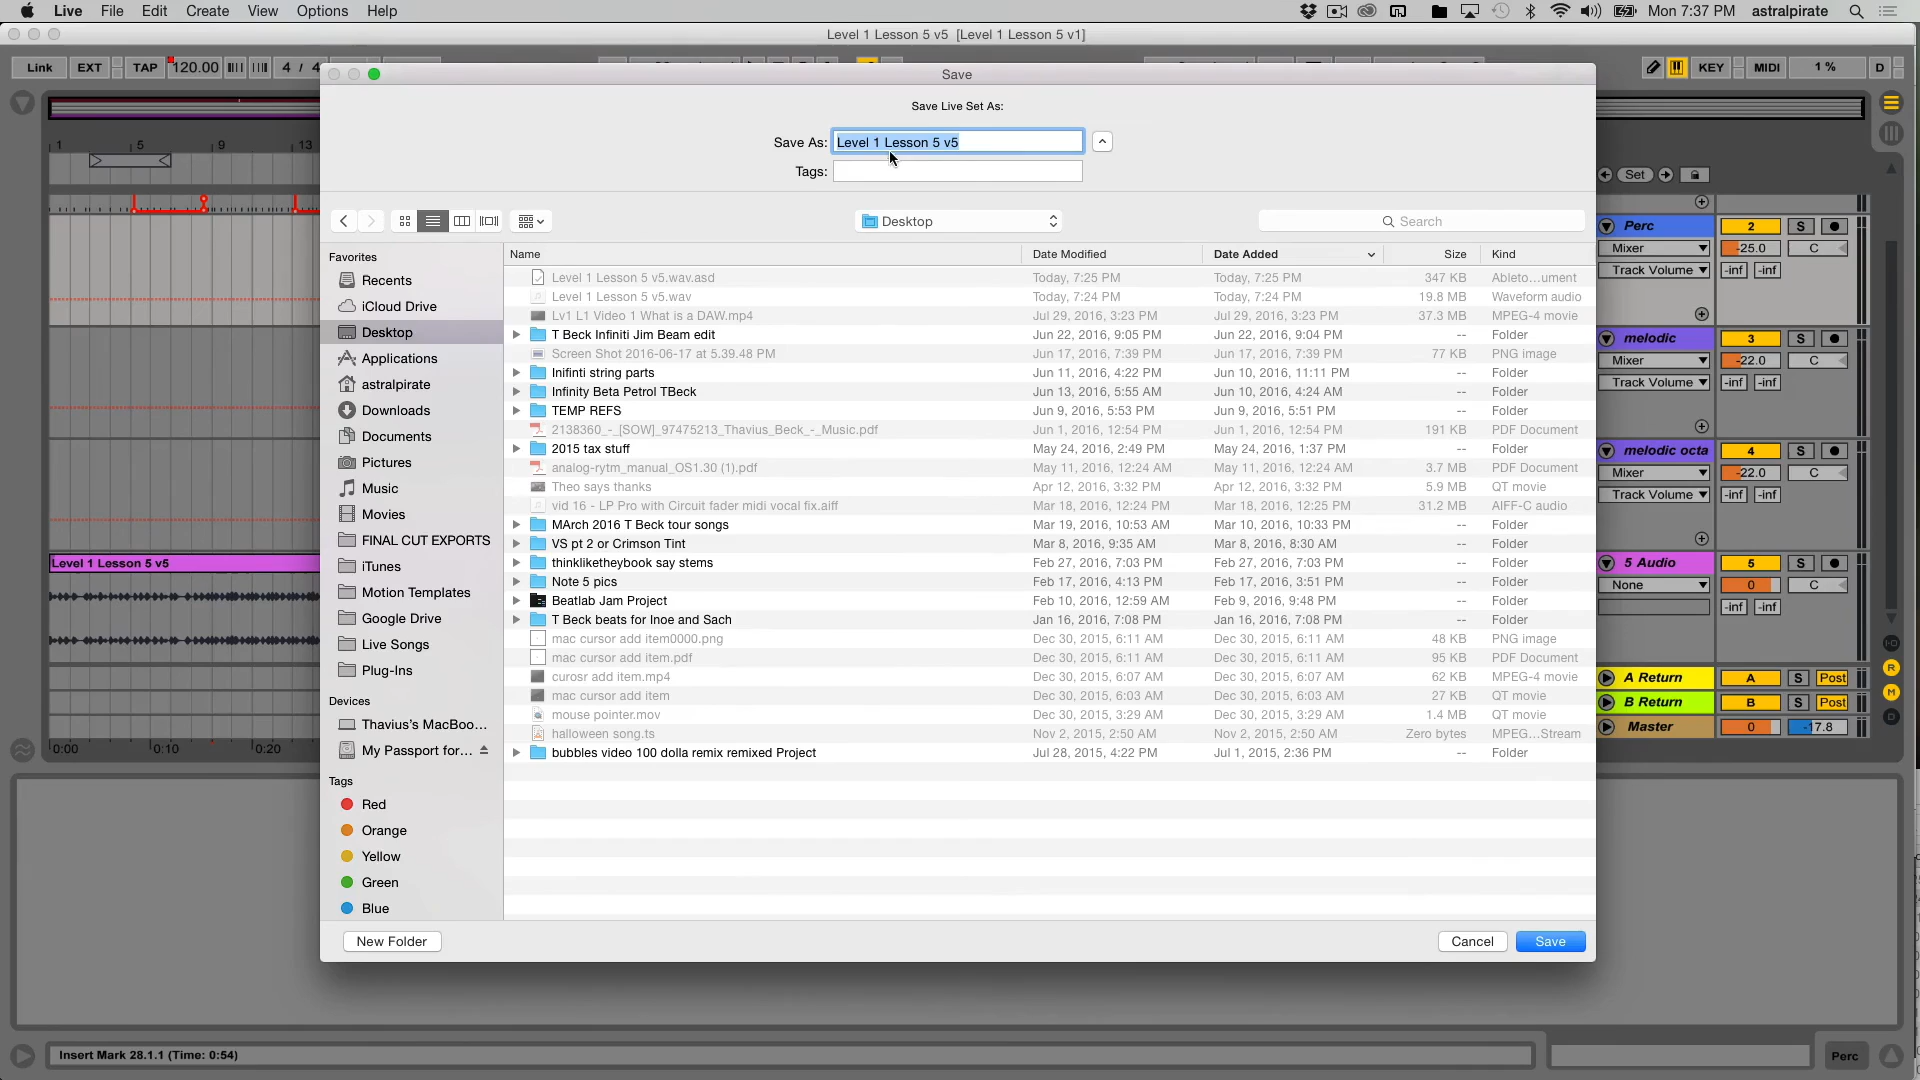 Live File Edit Create View Options Help Mon 7:37 PM astralpirate
Level 1 Lesson 5 v5 [Level 1 Lesson 5 v1]
Link EXT TAP 120.00 4 / 4 KEY MIDI 1 % D
Save
Save Live Set As:
Save As: Level 1 Lesson 5 v5
Tags:
1 5 9 13
Set
Desktop
Search
Favorites
Recents
iCloud Drive
Desktop
Applications
astralpirate
Downloads
Documents
Pictures
Music
Movies
FINAL CUT EXPORTS
iTunes
Motion Templates
Google Drive
Live Songs
Plug-Ins
Devices
Thavius's MacBoo...
My Passport for...
Tags
Red
Orange
Yellow
Green
Blue
Name Date Modified Date Added Size Kind
Level 1 Lesson 5 v5.wav.asd Today, 7:25 PM Today, 7:25 PM 347 KB Ableto...ument
Level 1 Lesson 5 v5.wav Today, 7:24 PM Today, 7:24 PM 19.8 MB Waveform audio
Lv1 L1 Video 1 What is a DAW.mp4 Jul 29, 2016, 3:23 PM Jul 29, 2016, 3:23 PM 37.3 MB MPEG-4 movie
T Beck Infiniti Jim Beam edit Jun 22, 2016, 9:05 PM Jun 22, 2016, 9:04 PM -- Folder
Screen Shot 2016-06-17 at 5.39.48 PM Jun 17, 2016, 7:39 PM Jun 17, 2016, 7:39 PM 77 KB PNG image
Inifinti string parts Jun 11, 2016, 4:22 PM Jun 10, 2016, 11:11 PM -- Folder
Infinity Beta Petrol TBeck Jun 13, 2016, 5:55 AM Jun 10, 2016, 4:24 AM -- Folder
TEMP REFS Jun 9, 2016, 5:53 PM Jun 9, 2016, 5:51 PM -- Folder
2138360_-_[SOW]_97475213_Thavius_Beck_-_Music.pdf Jun 1, 2016, 12:54 PM Jun 1, 2016, 12:54 PM 191 KB PDF Document
2015 tax stuff May 24, 2016, 2:49 PM May 24, 2016, 1:37 PM -- Folder
analog-rytm_manual_OS1.30 (1).pdf May 11, 2016, 12:24 AM May 11, 2016, 12:24 AM 3.7 MB PDF Document
Theo says thanks Apr 12, 2016, 3:32 PM Apr 12, 2016, 3:32 PM 5.9 MB QT movie
vid 16 - LP Pro with Circuit fader midi vocal fix.aiff Mar 18, 2016, 12:24 PM Mar 18, 2016, 12:25 PM 31.2 MB AIFF-C audio
MArch 2016 T Beck tour songs Mar 19, 2016, 10:53 AM Mar 10, 2016, 10:33 PM -- Folder
VS pt 2 or Crimson Tint Mar 8, 2016, 9:35 AM Mar 8, 2016, 8:30 AM -- Folder
thinkliketheybook say stems Feb 27, 2016, 7:03 PM Feb 27, 2016, 7:03 PM -- Folder
Note 5 pics Feb 17, 2016, 4:13 PM Feb 17, 2016, 3:51 PM -- Folder
Beatlab Jam Project Feb 10, 2016, 12:59 AM Feb 9, 2016, 9:48 PM -- Folder
T Beck beats for Inoe and Sach Jan 16, 2016, 7:08 PM Jan 16, 2016, 7:08 PM -- Folder
mac cursor add item0000.png Dec 30, 2015, 6:11 AM Dec 30, 2015, 6:11 AM 48 KB PNG image
mac cursor add item.pdf Dec 30, 2015, 6:11 AM Dec 30, 2015, 6:11 AM 95 KB PDF Document
curosr add item.mp4 Dec 30, 2015, 6:07 AM Dec 30, 2015, 6:07 AM 62 KB MPEG-4 movie
mac cursor add item Dec 30, 2015, 6:03 AM Dec 30, 2015, 6:03 AM 27 KB QT movie
mouse pointer.mov Dec 30, 2015, 3:29 AM Dec 30, 2015, 3:29 AM 1.4 MB QT movie
halloween song.ts Nov 2, 2015, 2:50 AM Nov 2, 2015, 2:50 AM Zero bytes MPEG...Stream
bubbles video 100 dolla remix remixed Project Jul 28, 2015, 4:22 PM Jul 1, 2015, 2:36 PM -- Folder
New Folder Cancel Save
Level 1 Lesson 5 v5
0:00 0:10 0:20
Perc 2 S
Mixer -25.0 C
Track Volume -inf -inf
melodic 3 S
Mixer -22.0 C
Track Volume -inf -inf
melodic octa 4 S
Mixer -22.0 C
Track Volume -inf -inf
5 Audio 5 S
None 0 C
-inf -inf
A Return A S Post
B Return B S Post
Master 0 -17.8
I-O
R
M
D
Insert Mark 28.1.1 (Time: 0:54)
Perc